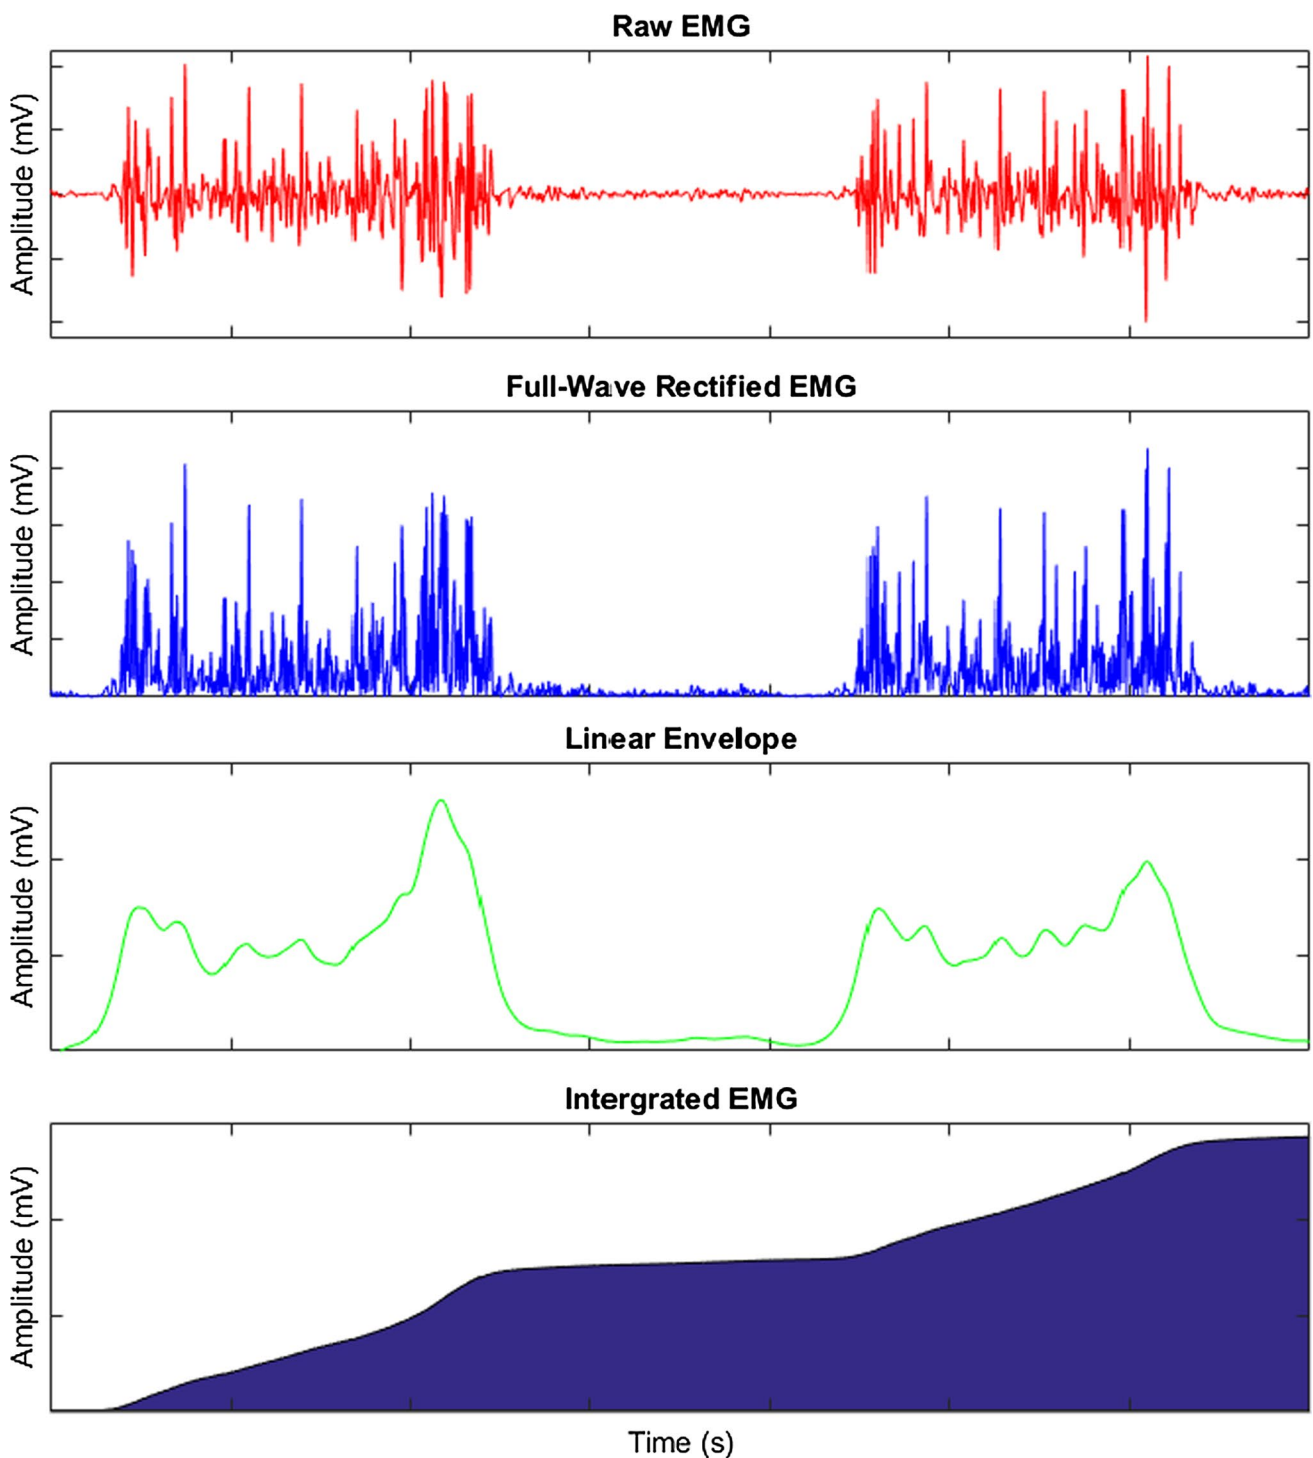 Raw EMG
Amplitude (mV)
Full-Wave Rectified EMG
Amplitude (mV)
Linear Envelope
Amplitude (mV)
Intergrated EMG
Amplitude (mV)
Time (s)